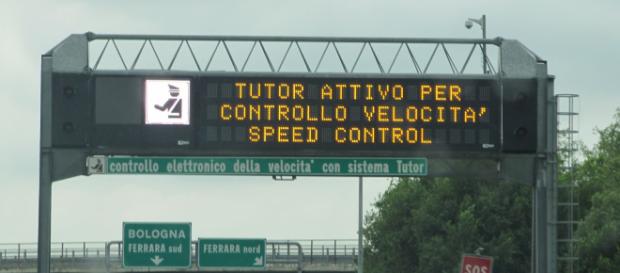 TUTOR ATTIVO PER
CONTROLLO VELOCITA'
SPEED CONTROL
controllo elettronico della velocita' con sistema Tutor
BOLOGNA
FERRARA sud
FERRARA nord
SOS